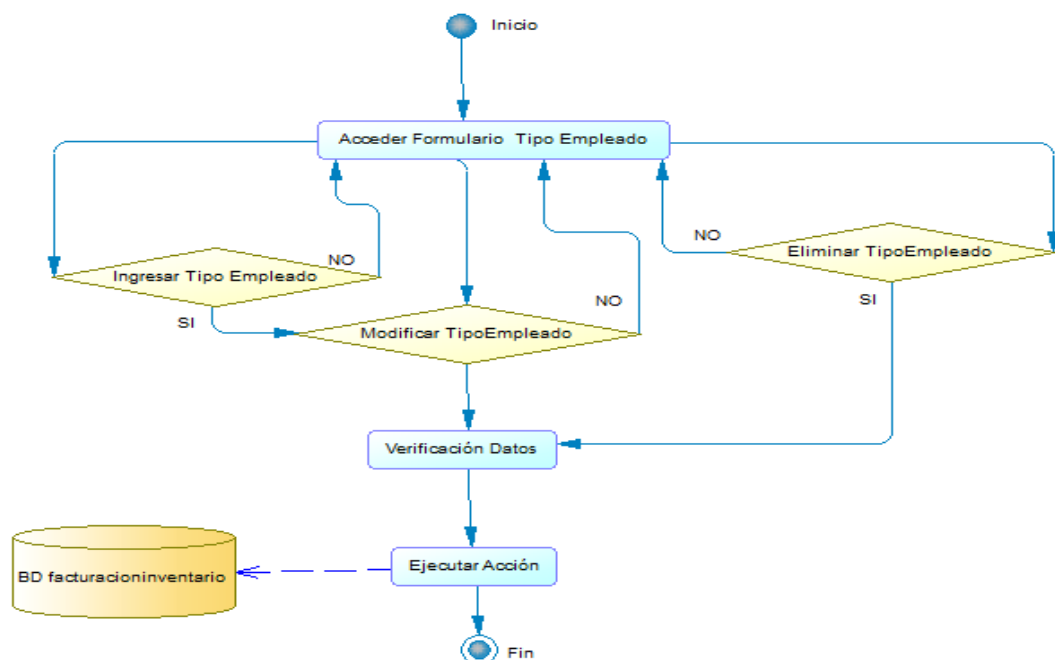 Inicio
Acceder Formulario Tipo Empleado
NO
Eliminar TipoEmpleado
NO
Ingresar Tipo Empleado
SI
NO
SI
Modificar TipoEmpleado
Verificación Datos
Ejecutar Acción
BD facturacioninventario
Fin